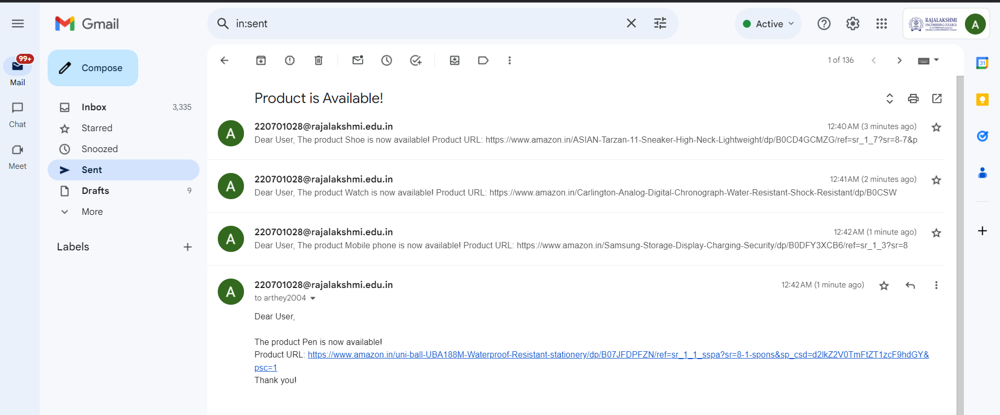 Gmail
in:sent
Active
RAJALAKSHMI
ENGINEERING COLLEGE
A
99+
Mail
Chat
Meet
Compose
Inbox 3,335
Starred
Snoozed
Sent
Drafts 9
More
Labels
1 of 136
31
Product is Available!
A
220701028@rajalakshmi.edu.in 12:40 AM (3 minutes ago)
Dear User, The product Shoe is now available! Product URL: https://www.amazon.in/ASIAN-Tarzan-11-Sneaker-High-Neck-Lightweight/dp/B0CD4GCMZG/ref=sr_1_7?sr=8-7&p
A
220701028@rajalakshmi.edu.in 12:41 AM (2 minutes ago)
Dear User, The product Watch is now available! Product URL: https://www.amazon.in/Carlington-Analog-Digital-Chronograph-Water-Resistant-Shock-Resistant/dp/B0CSW
A
220701028@rajalakshmi.edu.in 12:42 AM (1 minute ago)
Dear User, The product Mobile phone is now available! Product URL: https://www.amazon.in/Samsung-Storage-Display-Charging-Security/dp/B0DFY3XCB6/ref=sr_1_3?sr=8
A
220701028@rajalakshmi.edu.in 12:42 AM (1 minute ago)
to arthey2004
Dear User,
The product Pen is now available!
Product URL: https://www.amazon.in/uni-ball-UBA188M-Waterproof-Resistant-stationery/dp/B07JFDPFZN/ref=sr_1_1_sspa?sr=8-1-spons&sp_csd=d2lkZ2V0TmFtZT1zcF9hdGY&
psc=1
Thank you!